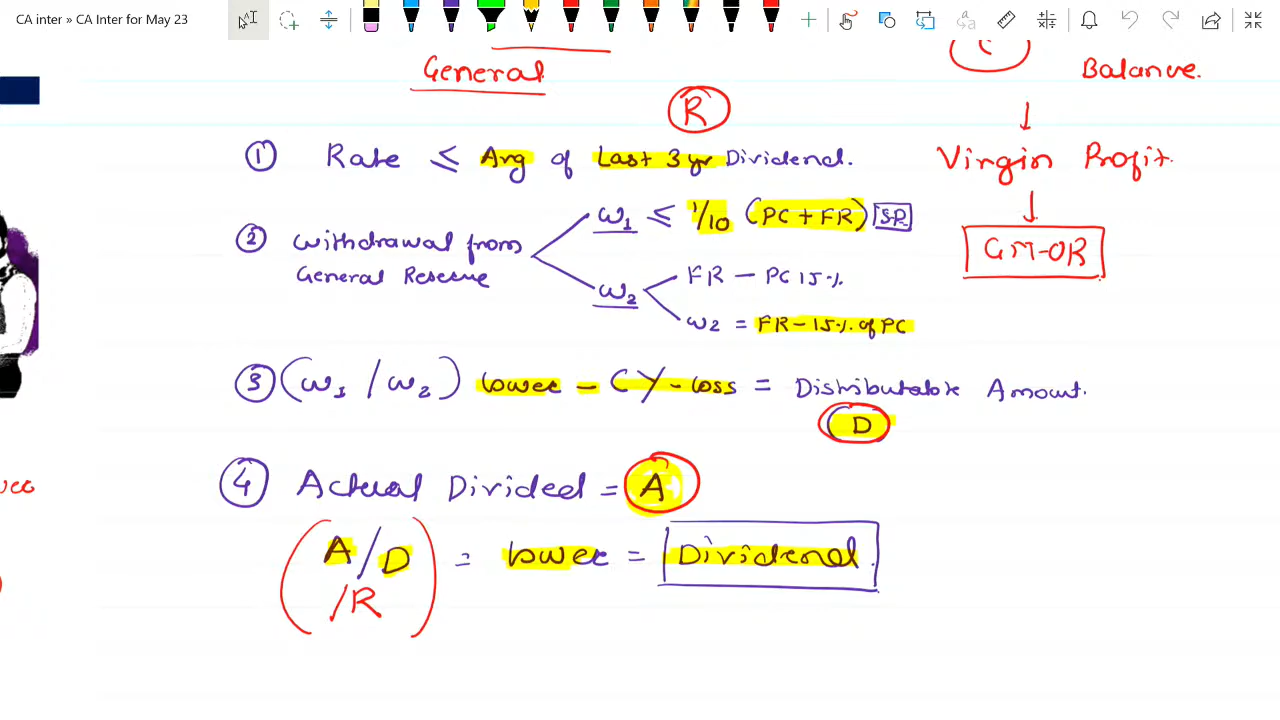 CA inter » CA Inter for May 23
General
Balance.
R
① Rate ≤ Avg of Last 3 yr Dividend.
Virgin Profit.
② withdrawal from General Reserve
w1 ≤ 1/10 (PC + FR) SR
GM-OR
w2
FR - PC 15%
w2 = FR - 15% of PC
③ (w1 / w2) lower - CY - loss = Distributable Amount.
D
④ Actual Divided = A
(A/D /R) = lower = Dividend.